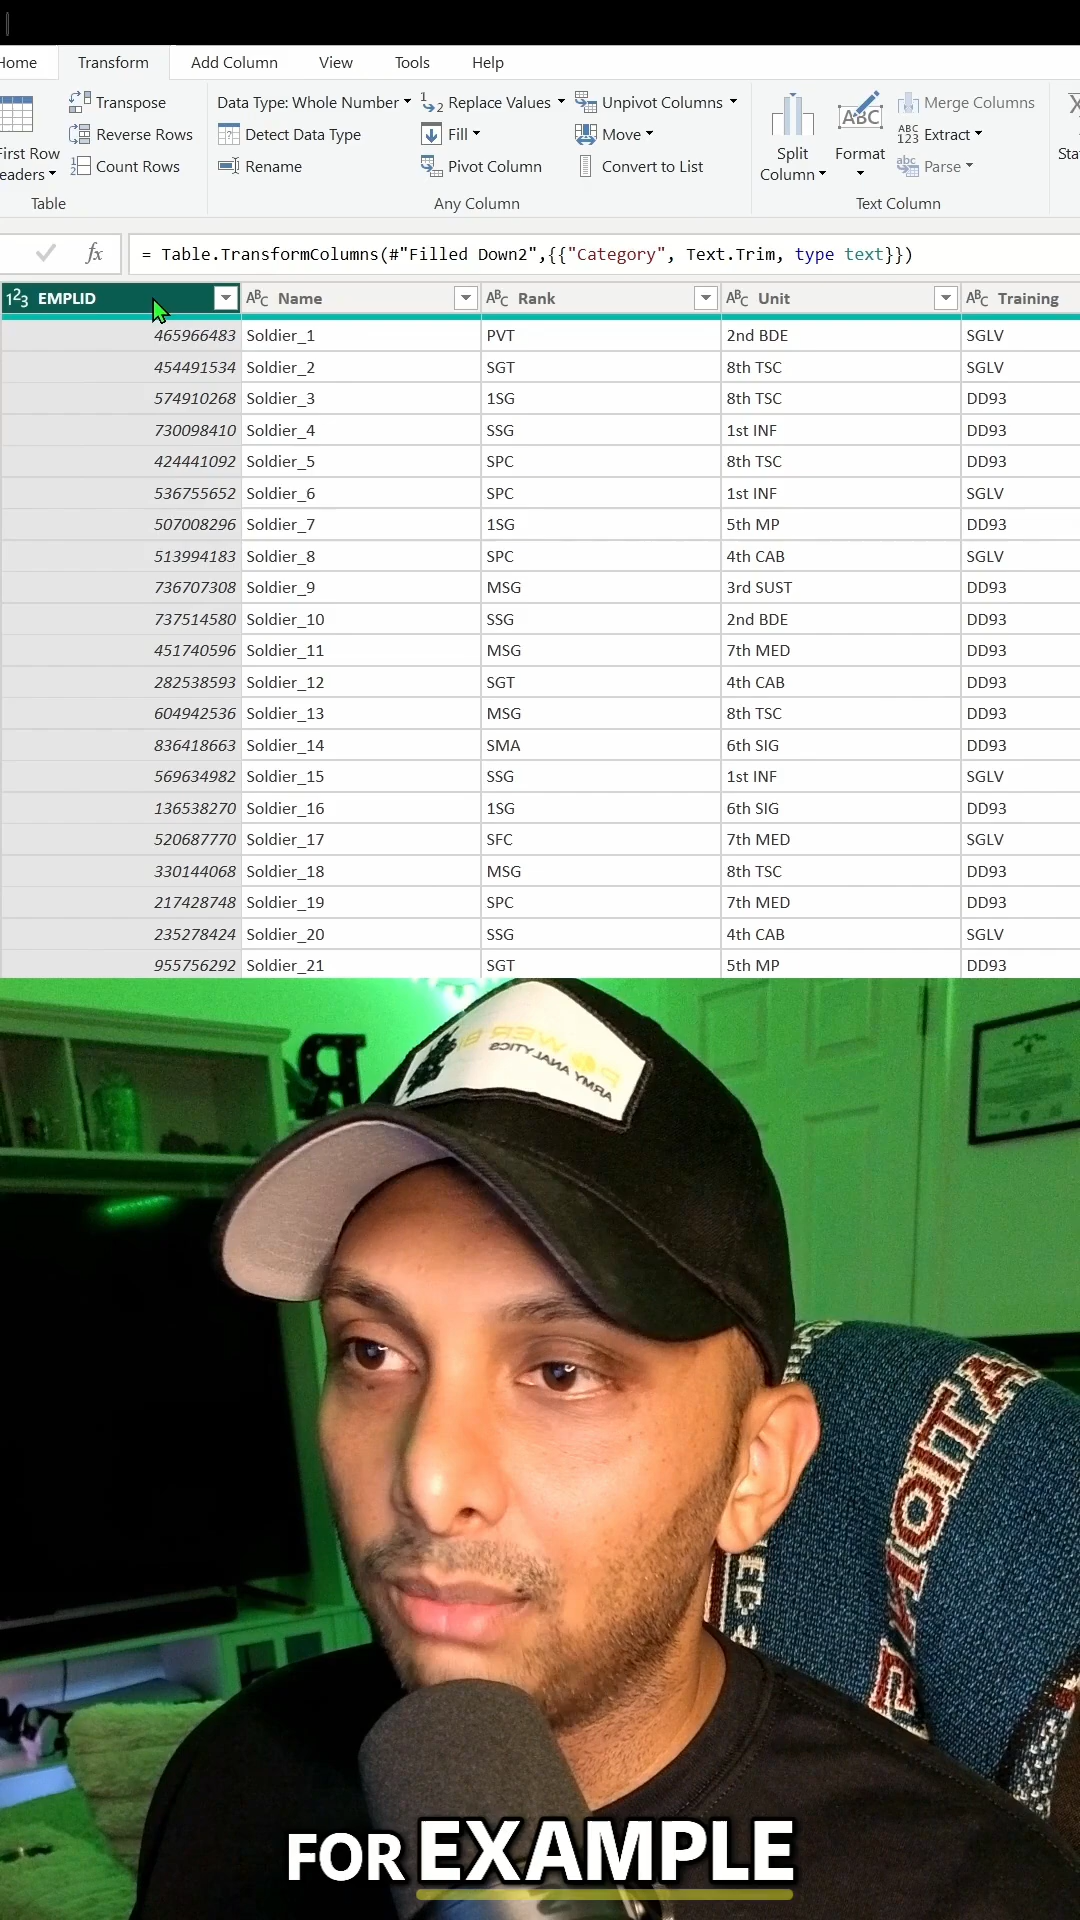 Home Transform Add Column View Tools Help
Transpose Data Type: Whole Number Replace Values Unpivot Columns Merge Columns
First Row Reverse Rows Detect Data Type Fill Move Split Format Extract
eaders Count Rows Rename Pivot Column Convert to List Column Parse
Table Any Column Text Column
fx = Table.TransformColumns(#"Filled Down2",{{"Category", Text.Trim, type text}})
EMPLID Name Rank Unit Training
465966483 Soldier_1 PVT 2nd BDE SGLV
454491534 Soldier_2 SGT 8th TSC SGLV
574910268 Soldier_3 1SG 8th TSC DD93
730098410 Soldier_4 SSG 1st INF DD93
424441092 Soldier_5 SPC 8th TSC DD93
536755652 Soldier_6 SPC 1st INF SGLV
507008296 Soldier_7 1SG 5th MP DD93
513994183 Soldier_8 SPC 4th CAB SGLV
736707308 Soldier_9 MSG 3rd SUST DD93
737514580 Soldier_10 SSG 2nd BDE DD93
451740596 Soldier_11 MSG 7th MED DD93
282538593 Soldier_12 SGT 4th CAB DD93
604942536 Soldier_13 MSG 8th TSC DD93
836418663 Soldier_14 SMA 6th SIG DD93
569634982 Soldier_15 SSG 1st INF SGLV
136538270 Soldier_16 1SG 6th SIG DD93
520687770 Soldier_17 SFC 7th MED SGLV
330144068 Soldier_18 MSG 8th TSC DD93
217428748 Soldier_19 SPC 7th MED DD93
235278424 Soldier_20 SSG 4th CAB SGLV
955756292 Soldier_21 SGT 5th MP DD93
POWER BI
ARMY ANALYTICS
FOR EXAMPLE